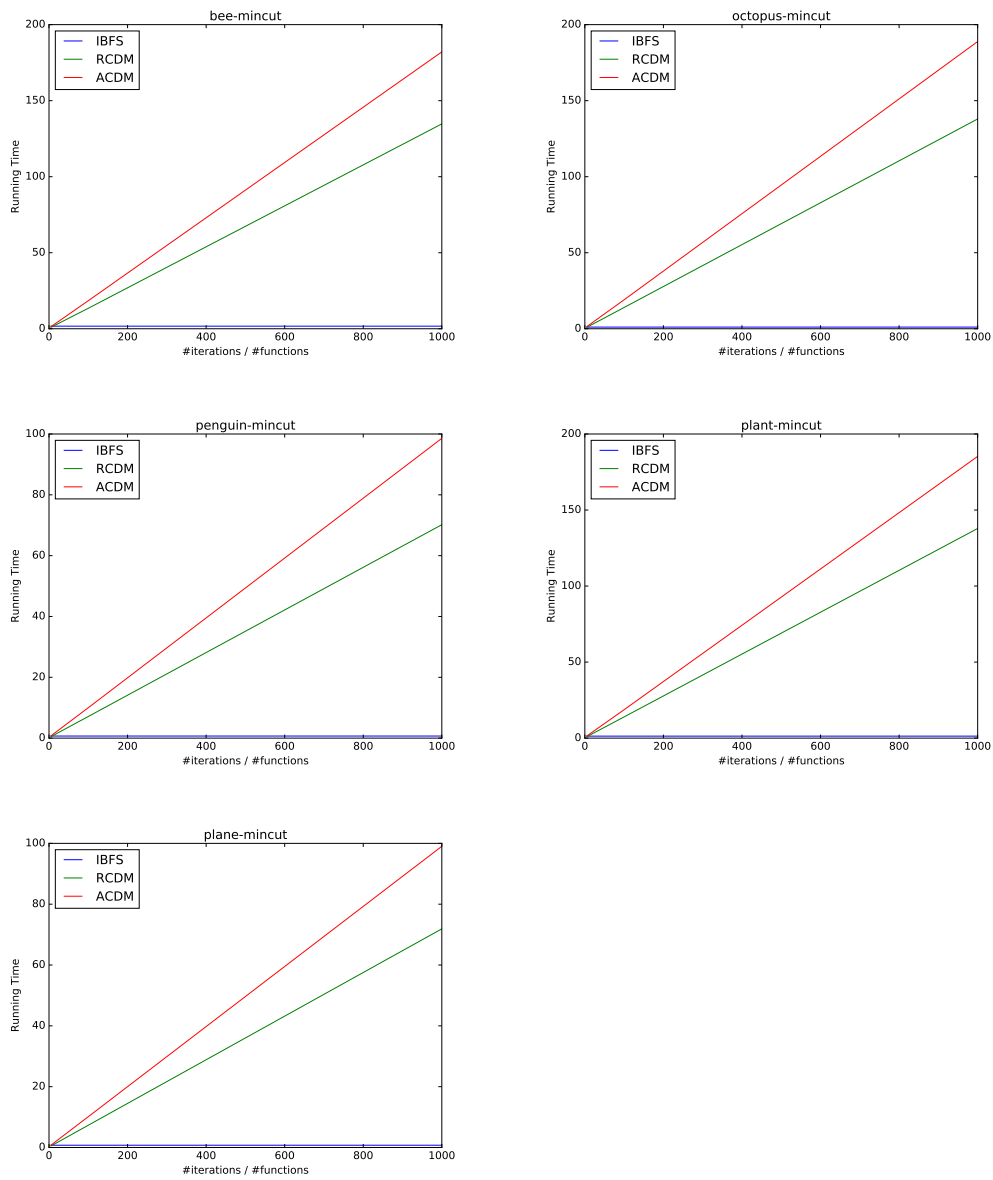 bee-mincut
200
150
100
50
0
Running Time
IBFS
RCDM
ACDM
0 200 400 600 800 1000
#iterations / #functions
octopus-mincut
200
150
100
50
0
Running Time
IBFS
RCDM
ACDM
0 200 400 600 800 1000
#iterations / #functions
penguin-mincut
100
80
60
40
20
0
Running Time
IBFS
RCDM
ACDM
0 200 400 600 800 1000
#iterations / #functions
plant-mincut
200
150
100
50
0
Running Time
IBFS
RCDM
ACDM
0 200 400 600 800 1000
#iterations / #functions
plane-mincut
100
80
60
40
20
0
Running Time
IBFS
RCDM
ACDM
0 200 400 600 800 1000
#iterations / #functions